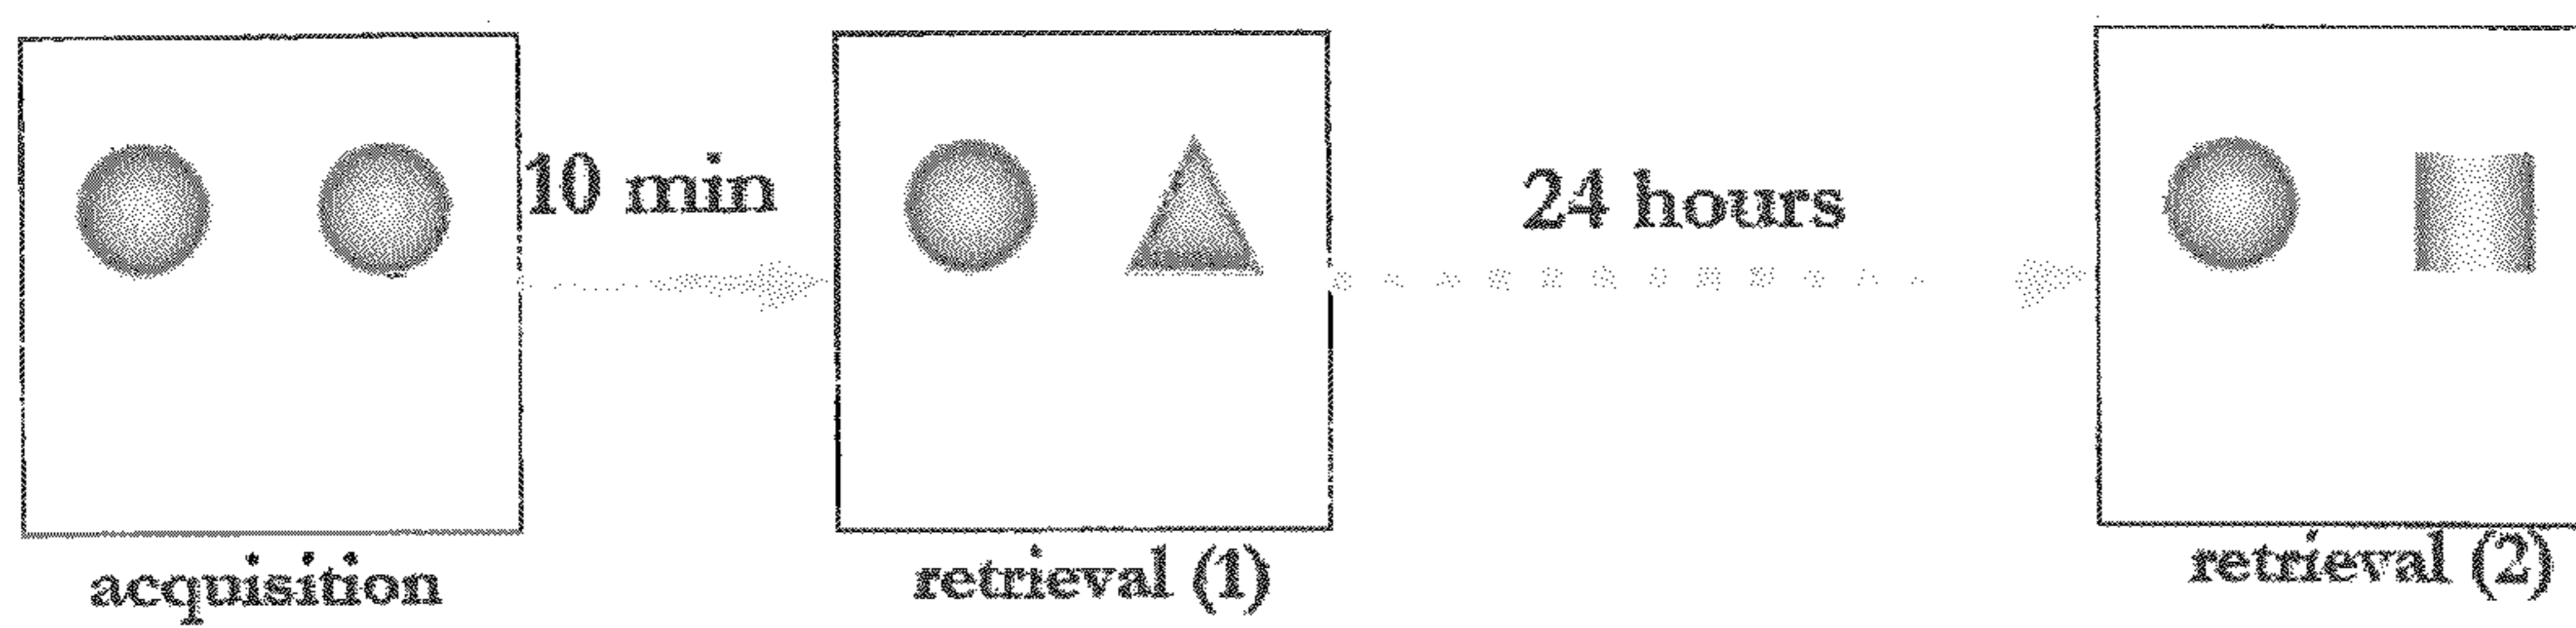 10 min
24 hours
acquisition
retrieval (1)
retrieval (2)